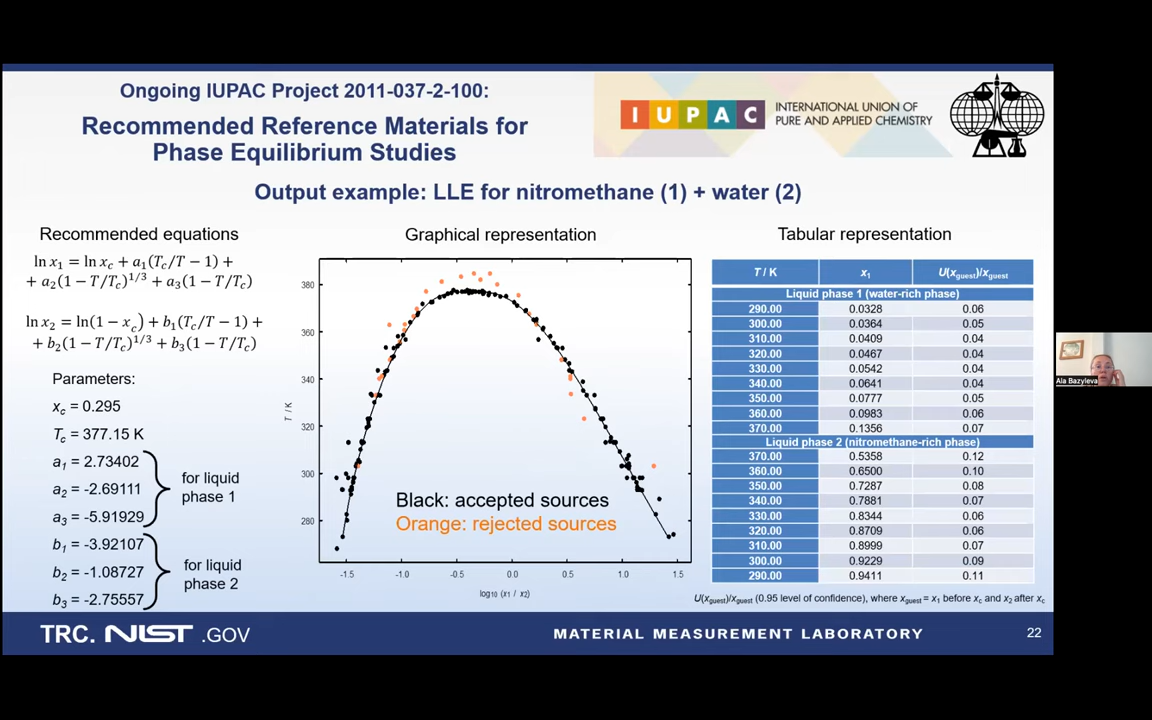 Ongoing IUPAC Project 2011-037-2-100:
Recommended Reference Materials for
Phase Equilibrium Studies
I U P A C
INTERNATIONAL UNION OF
PURE AND APPLIED CHEMISTRY
Output example: LLE for nitromethane (1) + water (2)
Recommended equations
ln x₁ = ln x_c + a₁(T_c/T − 1) +
+ a₂(1 − T/T_c)^1/3 + a₃(1 − T/T_c)
ln x₂ = ln(1 − x_c) + b₁(T_c/T − 1) +
+ b₂(1 − T/T_c)^1/3 + b₃(1 − T/T_c)
Parameters:
x_c = 0.295
T_c = 377.15 K
a₁ = 2.73402
a₂ = -2.69111
a₃ = -5.91929
for liquid
phase 1
b₁ = -3.92107
b₂ = -1.08727
b₃ = -2.75557
for liquid
phase 2
Graphical representation
T / K
380
360
340
320
300
280
-1.5 -1.0 -0.5 0.0 0.5 1.0 1.5
log₁₀ (x₁ / x₂)
Black: accepted sources
Orange: rejected sources
Tabular representation
T / K x₁ U(x_guest)/x_guest
Liquid phase 1 (water-rich phase)
290.00 0.0328 0.06
300.00 0.0364 0.05
310.00 0.0409 0.04
320.00 0.0467 0.04
330.00 0.0542 0.04
340.00 0.0641 0.04
350.00 0.0777 0.05
360.00 0.0983 0.06
370.00 0.1356 0.07
Liquid phase 2 (nitromethane-rich phase)
370.00 0.5358 0.12
360.00 0.6500 0.10
350.00 0.7287 0.08
340.00 0.7881 0.07
330.00 0.8344 0.06
320.00 0.8709 0.06
310.00 0.8999 0.07
300.00 0.9229 0.09
290.00 0.9411 0.11
U(x_guest)/x_guest (0.95 level of confidence), where x_guest = x₁ before x_c and x₂ after x_c
Ala Bazyleva
TRC. NIST .GOV
MATERIAL MEASUREMENT LABORATORY
22